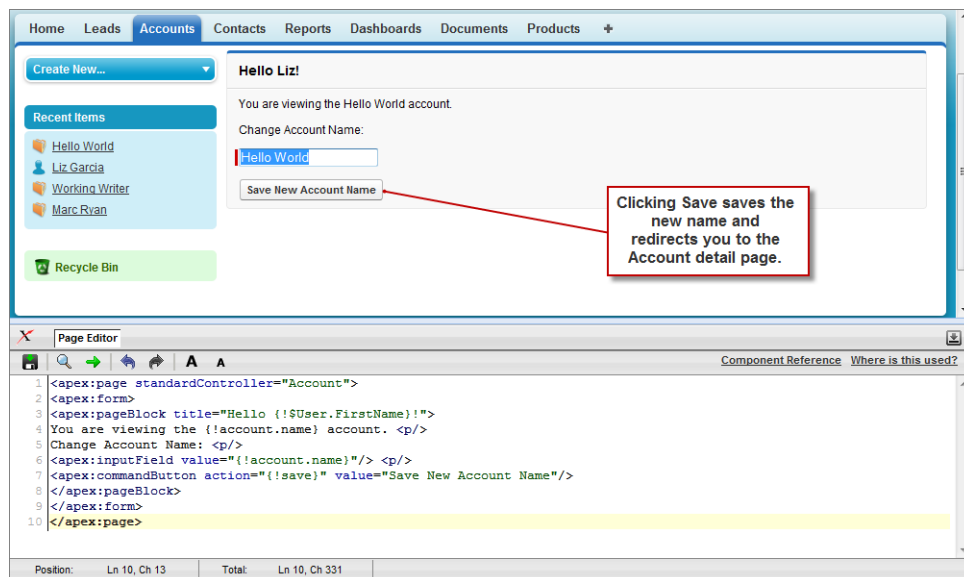 Home Leads Accounts Contacts Reports Dashboards Documents Products +
Create New...
Recent Items
Hello World
Liz Garcia
Working Writer
Marc Ryan
Recycle Bin
Hello Liz!
You are viewing the Hello World account.
Change Account Name:
Hello World
Save New Account Name
Clicking Save saves the
new name and
redirects you to the
Account detail page.
Page Editor
A A Component Reference Where is this used?
1 <apex:page standardController="Account">
2 <apex:form>
3 <apex:pageBlock title="Hello {!$User.FirstName}!">
4 You are viewing the {!account.name} account. <p/>
5 Change Account Name: <p/>
6 <apex:inputField value="{!account.name}"/> <p/>
7 <apex:commandButton action="{!save}" value="Save New Account Name"/>
8 </apex:pageBlock>
9 </apex:form>
10 </apex:page>
Position: Ln 10, Ch 13 Total: Ln 10, Ch 331